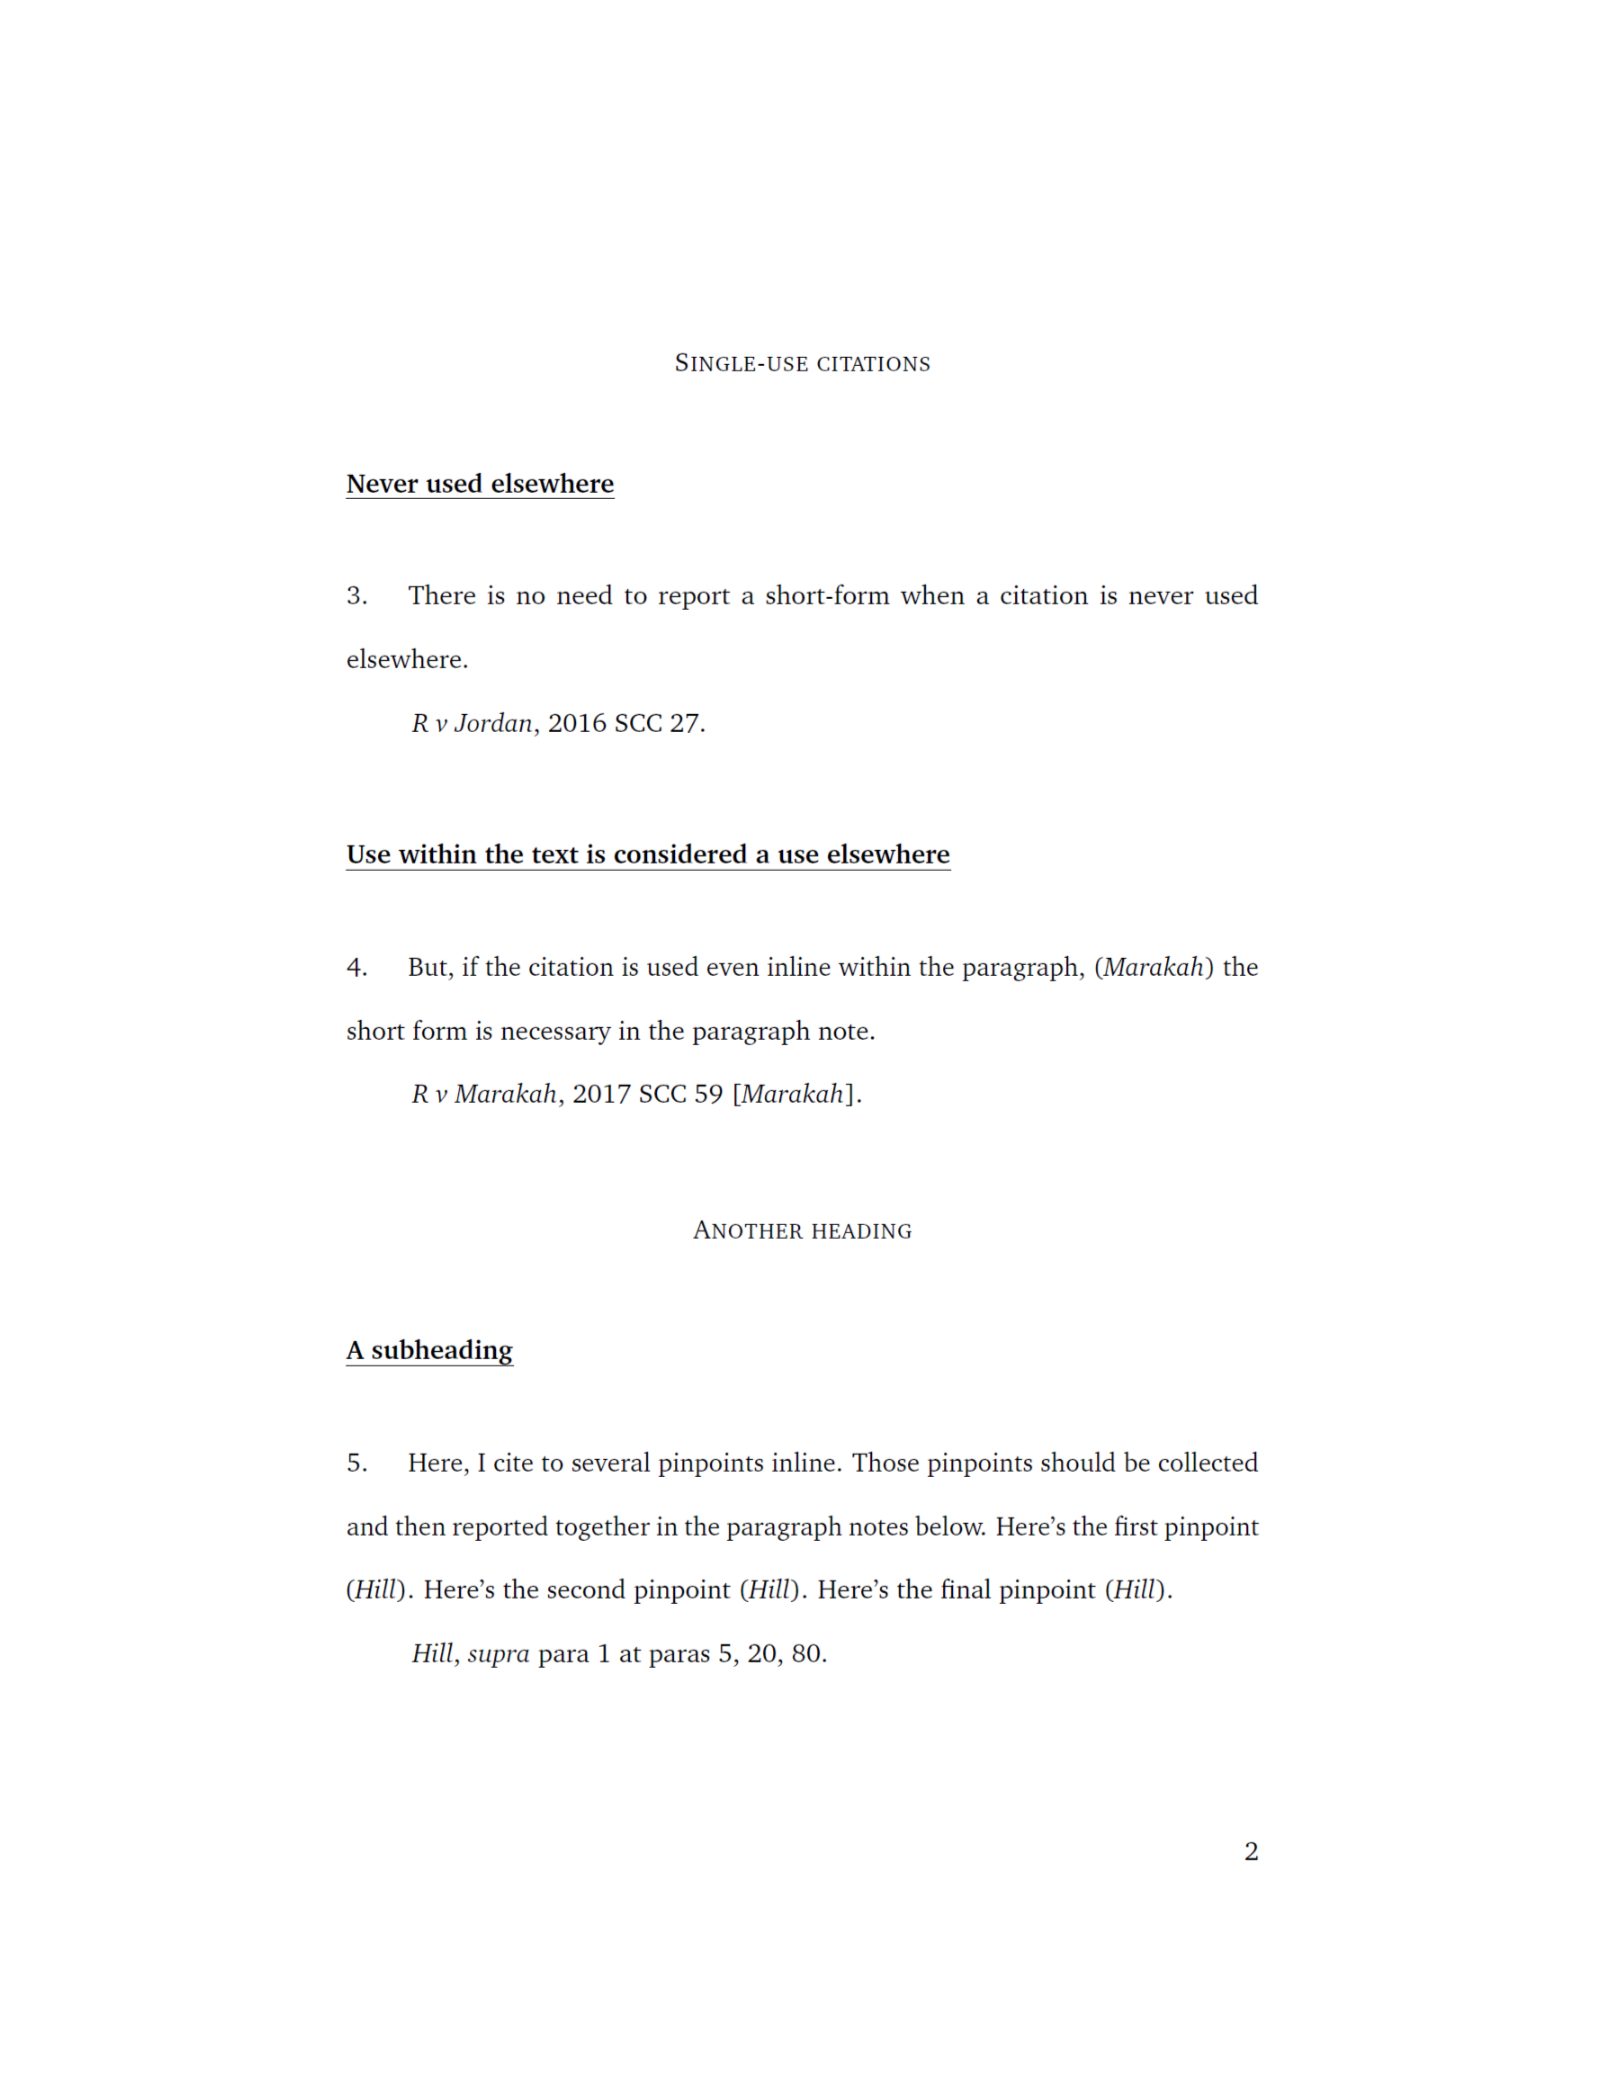 SINGLE-USE CITATIONS
Never used elsewhere
3. There is no need to report a short-form when a citation is never used
elsewhere.
R v Jordan, 2016 SCC 27.
Use within the text is considered a use elsewhere
4. But, if the citation is used even inline within the paragraph, (Marakah) the
short form is necessary in the paragraph note.
R v Marakah, 2017 SCC 59 [Marakah].
ANOTHER HEADING
A subheading
5. Here, I cite to several pinpoints inline. Those pinpoints should be collected
and then reported together in the paragraph notes below. Here’s the first pinpoint
(Hill). Here’s the second pinpoint (Hill). Here’s the final pinpoint (Hill).
Hill, supra para 1 at paras 5, 20, 80.
2